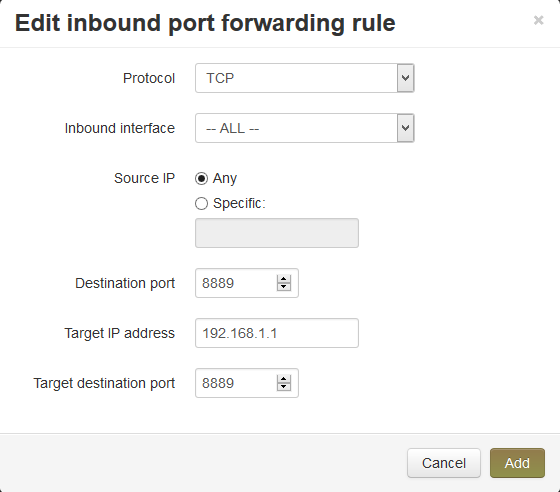 Edit inbound port forwarding rule ×
Protocol TCP
Inbound interface -- ALL --
Source IP Any
Specific:
Destination port 8889
Target IP address 192.168.1.1
Target destination port 8889
Cancel Add